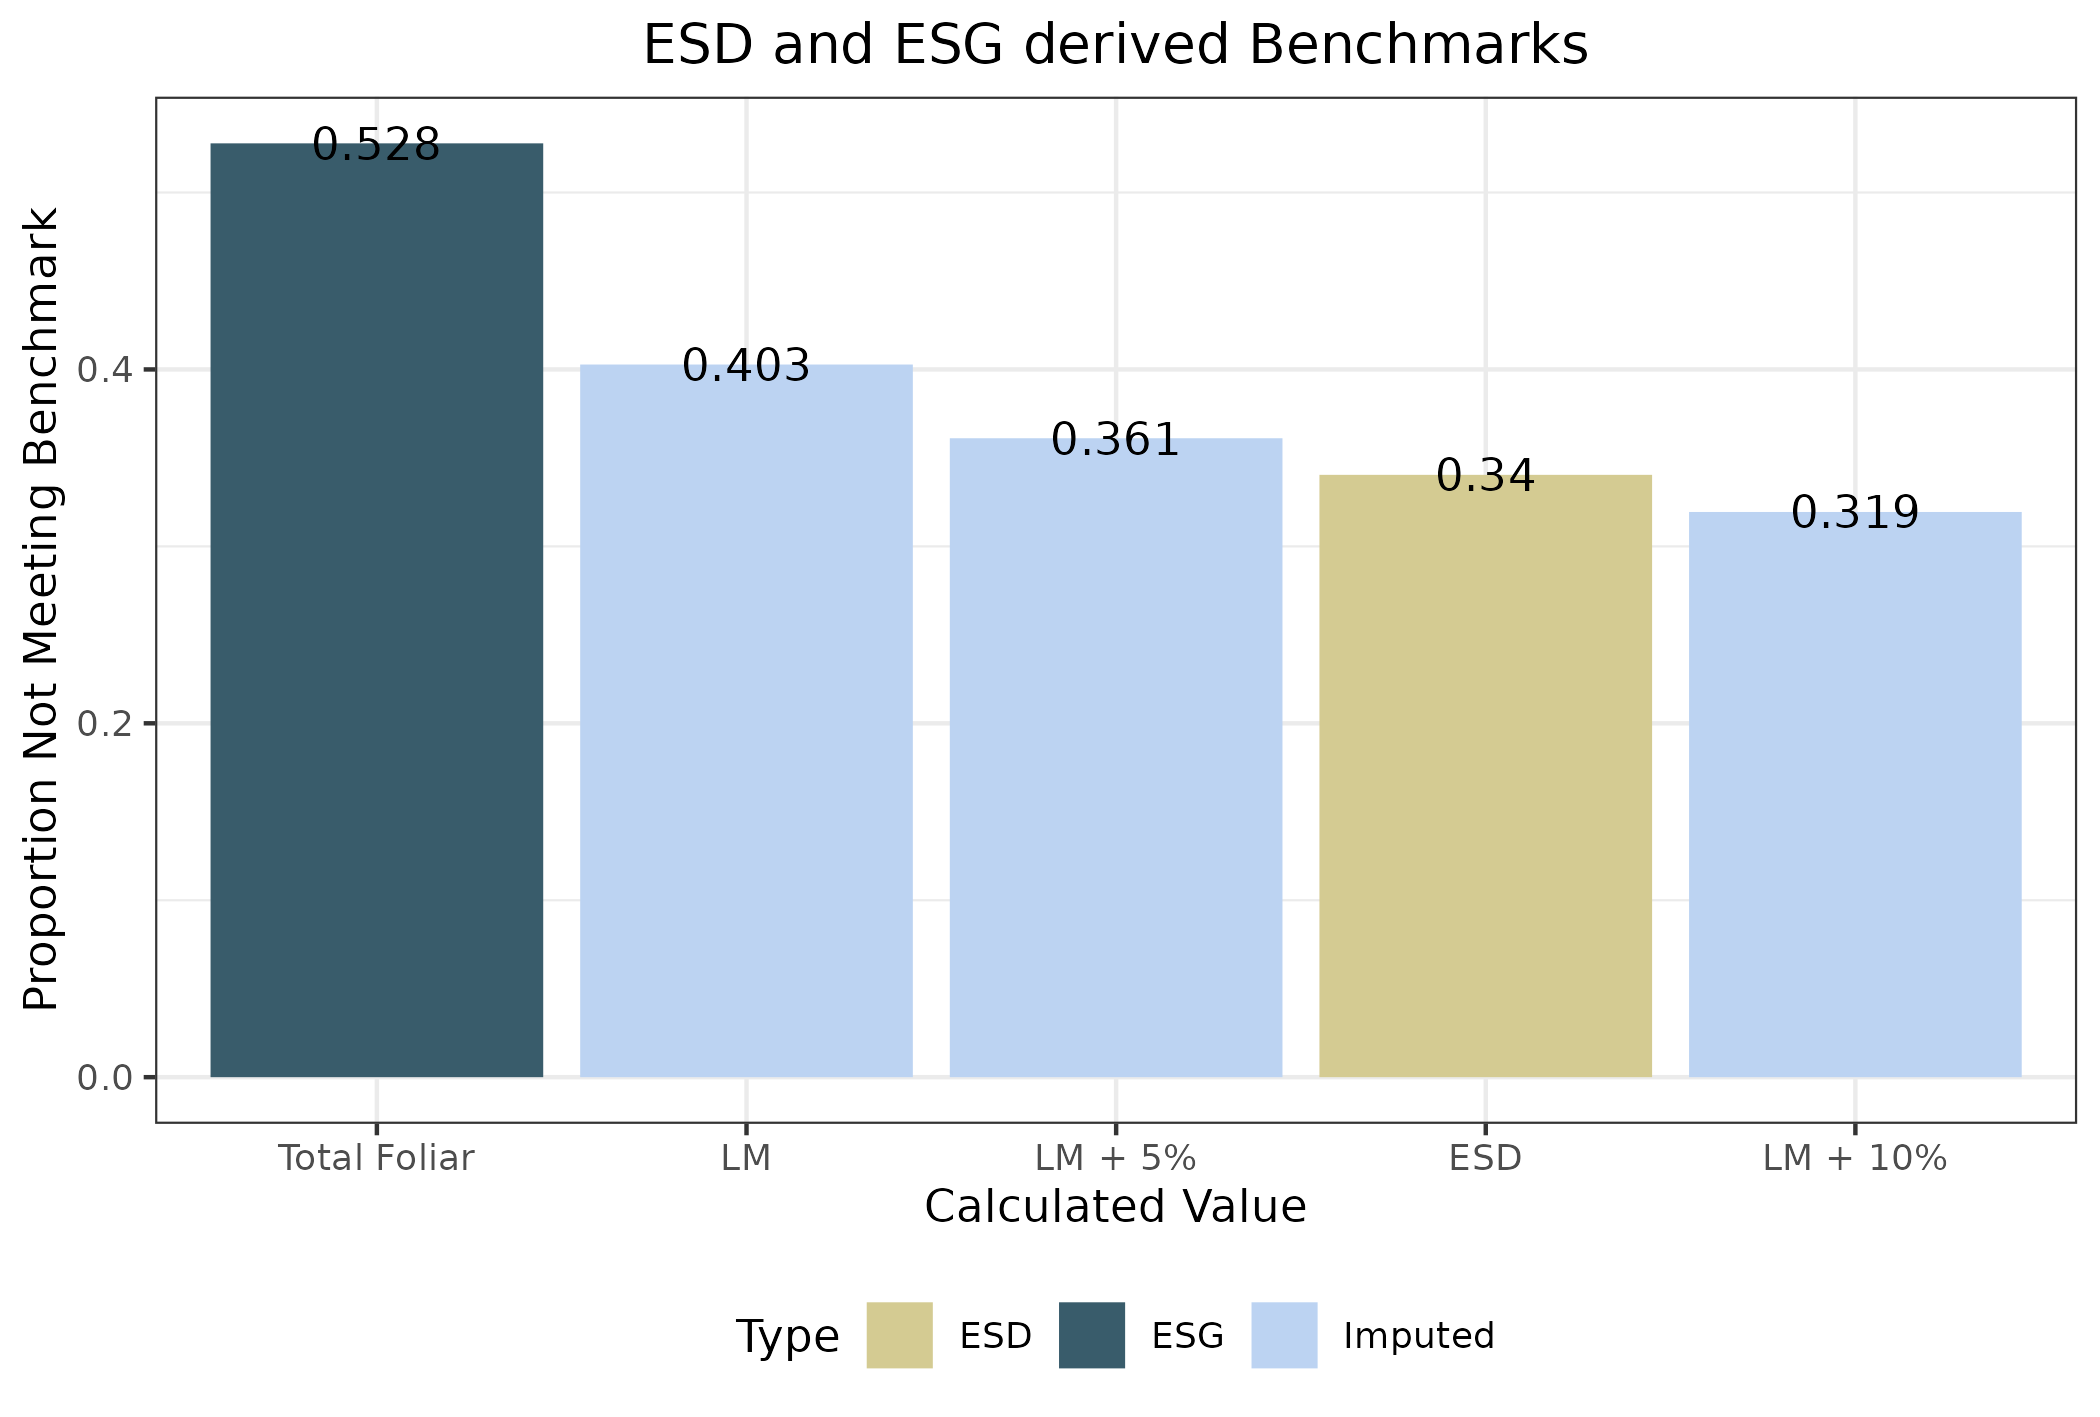 ESD and ESG derived Benchmarks
Proportion Not Meeting Benchmark
0.528
0.403
0.361
0.34
0.319
0.4
0.2
0.0
Total Foliar
LM
LM + 5%
ESD
LM + 10%
Calculated Value
Type
ESD
ESG
Imputed